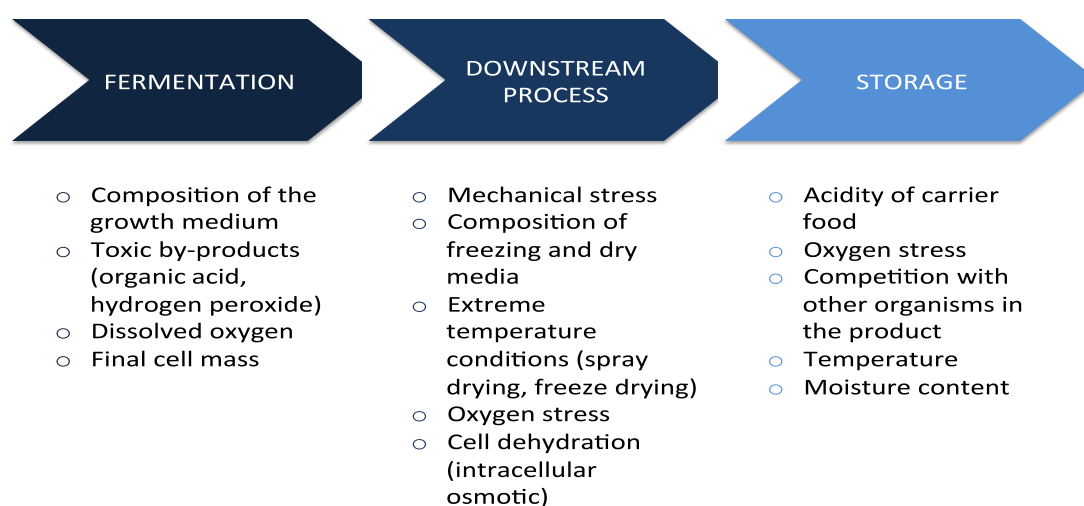 FERMENTATION
DOWNSTREAM
PROCESS
STORAGE
o Composition of the
growth medium
o Toxic by-products
(organic acid,
hydrogen peroxide)
o Dissolved oxygen
o Final cell mass
o Mechanical stress
o Composition of
freezing and dry
media
o Extreme
temperature
conditions (spray
drying, freeze drying)
o Oxygen stress
o Cell dehydration
(intracellular
osmotic)
o Acidity of carrier
food
o Oxygen stress
o Competition with
other organisms in
the product
o Temperature
o Moisture content